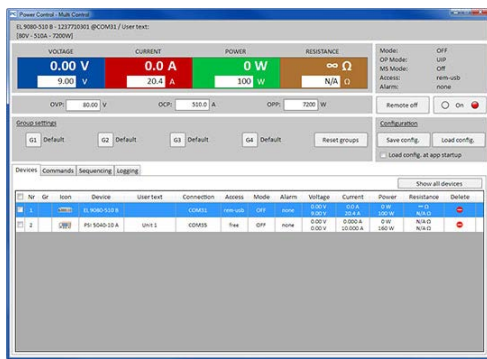 Power Control - Multi Control
EL 9080-510 B - 1237710301 @COM31 / User text:
[80V - 510A - 7200W]
VOLTAGE CURRENT POWER RESISTANCE
0.00 V 0.0 A 0 W ∞ Ω
9.00 V 20.4 A 100 W N/A Ω
Mode: OFF
OP Mode: UIP
MS Mode: Off
Access: rem-usb
Alarm: none
OVP: 80.00 V OCP: 510.0 A OPP: 7200 W
Remote off On
Group settings
G1 Default G2 Default G3 Default G4 Default Reset groups
Configuration
Save config. Load config.
Load config. at app startup
Devices Commands Sequencing Logging
Show all devices
Nr Gr Icon Device User text Connection Access Mode Alarm Voltage Current Power Resistance Delete
1 EL 9080-510 B COM31 rem-usb OFF none 0.00 V 0.0 A 0 W ∞ Ω
9.00 V 20.4 A 100 W N/A Ω
2 PSI 5040-10 A Unit 1 COM35 free OFF none 0.00 V 0.000 A 0 W N/A Ω
0.00 V 10.000 A 160 W N/A Ω